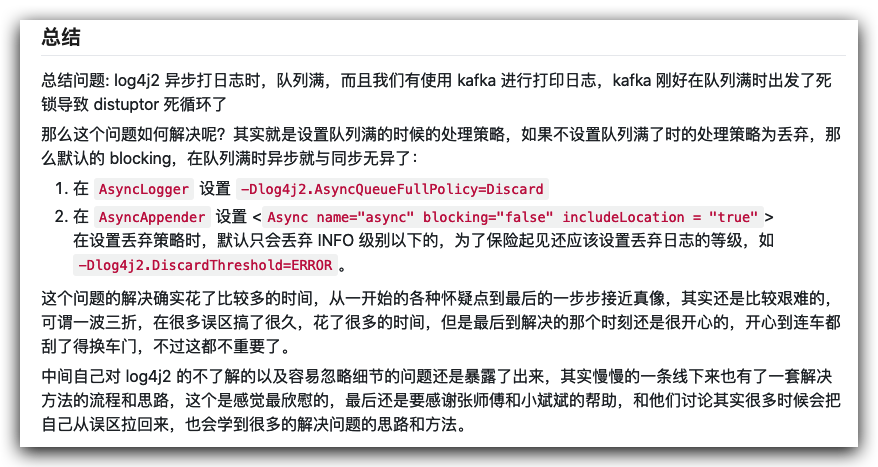 总结
总结问题: log4j2 异步打日志时，队列满，而且我们有使用 kafka 进行打印日志，kafka 刚好在队列满时出发了死
锁导致 distuptor 死循环了
那么这个问题如何解决呢？其实就是设置队列满的时候的处理策略，如果不设置队列满了时的处理策略为丢弃，那
么默认的 blocking，在队列满时异步就与同步无异了：
1. 在 AsyncLogger 设置 -Dlog4j2.AsyncQueueFullPolicy=Discard
2. 在 AsyncAppender 设置 <Async name="async" blocking="false" includeLocation = "true">
在设置丢弃策略时，默认只会丢弃 INFO 级别以下的，为了保险起见还应该设置丢弃日志的等级，如
-Dlog4j2.DiscardThreshold=ERROR。
这个问题的解决确实花了比较多的时间，从一开始的各种怀疑点到最后的一步步接近真像，其实还是比较艰难的，
可谓一波三折，在很多误区搞了很久，花了很多的时间，但是最后到解决的那个时刻还是很开心的，开心到连车都
刮了得换车门，不过这都不重要了。
中间自己对 log4j2 的不了解的以及容易忽略细节的问题还是暴露了出来，其实慢慢的一条线下来也有了一套解决
方法的流程和思路，这个是感觉最欣慰的，最后还是要感谢张师傅和小斌斌的帮助，和他们讨论其实很多时候会把
自己从误区拉回来，也会学到很多的解决问题的思路和方法。